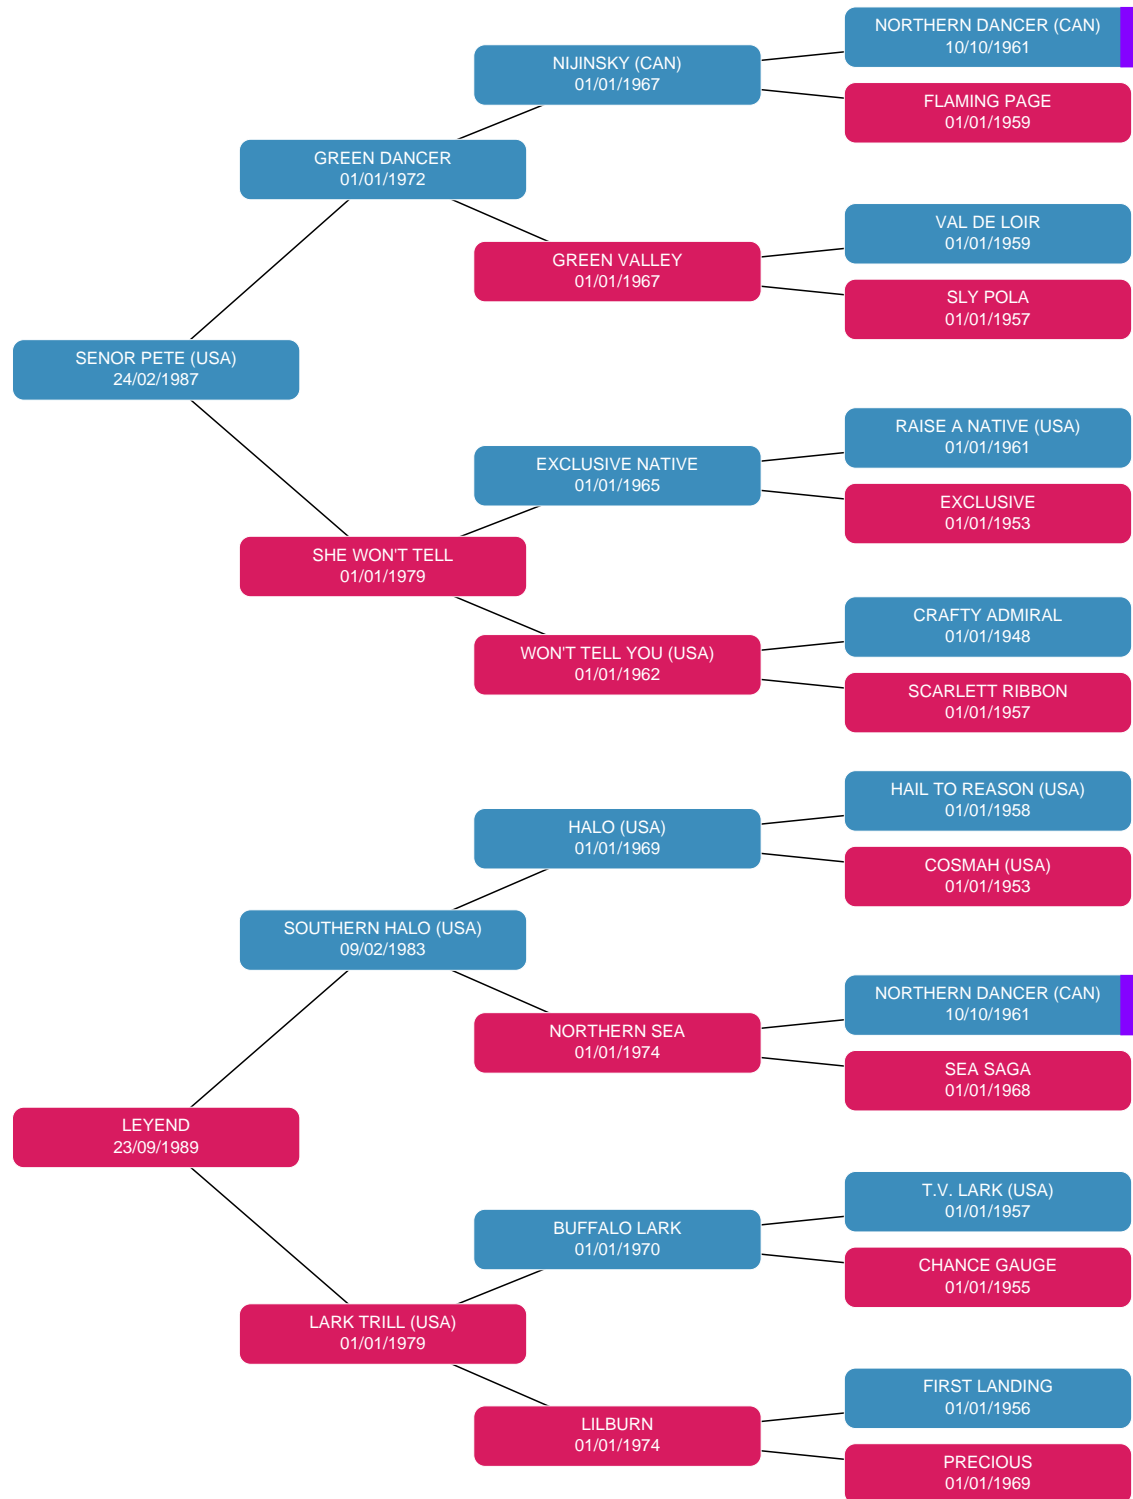 NORTHERN DANCER (CAN)
10/10/1961
NIJINSKY (CAN)
01/01/1967
FLAMING PAGE
01/01/1959
GREEN DANCER
01/01/1972
VAL DE LOIR
01/01/1959
GREEN VALLEY
01/01/1967
SLY POLA
01/01/1957
SENOR PETE (USA)
24/02/1987
RAISE A NATIVE (USA)
01/01/1961
EXCLUSIVE NATIVE
01/01/1965
EXCLUSIVE
01/01/1953
SHE WON'T TELL
01/01/1979
CRAFTY ADMIRAL
01/01/1948
WON'T TELL YOU (USA)
01/01/1962
SCARLETT RIBBON
01/01/1957
HAIL TO REASON (USA)
01/01/1958
HALO (USA)
01/01/1969
COSMAH (USA)
01/01/1953
SOUTHERN HALO (USA)
09/02/1983
NORTHERN DANCER (CAN)
10/10/1961
NORTHERN SEA
01/01/1974
SEA SAGA
01/01/1968
LEYEND
23/09/1989
T.V. LARK (USA)
01/01/1957
BUFFALO LARK
01/01/1970
CHANCE GAUGE
01/01/1955
LARK TRILL (USA)
01/01/1979
FIRST LANDING
01/01/1956
LILBURN
01/01/1974
PRECIOUS
01/01/1969